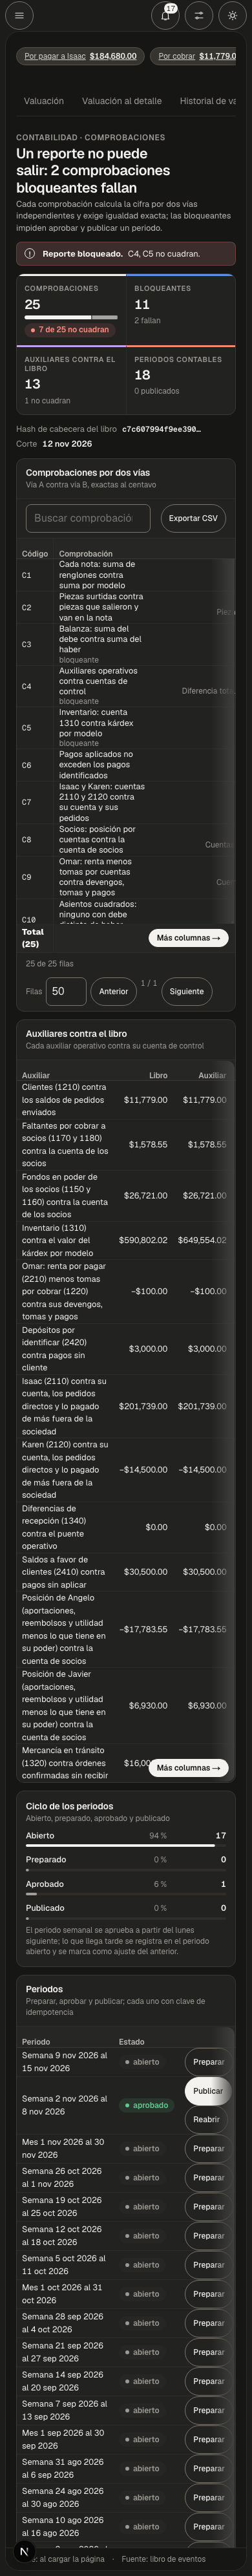 17
Por pagar a Isaac $184,680.00
Por cobrar $11,779.0
Valuación Valuación al detalle Historial de va
CONTABILIDAD · COMPROBACIONES
Un reporte no puede
salir: 2 comprobaciones
bloqueantes fallan
Cada comprobación calcula la cifra por dos vías
independientes y exige igualdad exacta; las bloqueantes
impiden aprobar y publicar un periodo.
Reporte bloqueado. C4, C5 no cuadran.
COMPROBACIONES
25
7 de 25 no cuadran
BLOQUEANTES
11
2 fallan
AUXILIARES CONTRA EL
LIBRO
13
1 no cuadran
PERIODOS CONTABLES
18
0 publicados
Hash de cabecera del libro c7c607994f9ee390…
Corte 12 nov 2026
Comprobaciones por dos vías
Vía A contra vía B, exactas al centavo
Buscar comprobació
Exportar CSV
Código Comprobación
C1 Cada nota: suma de
renglones contra
suma por modelo
C2 Piezas surtidas contra
piezas que salieron y
van en la nota
C3 Balanza: suma del
debe contra suma del
haber
bloqueante
C4 Auxiliares operativos
contra cuentas de
control
bloqueante
Diferencia tota
C5 Inventario: cuenta
1310 contra kárdex
por modelo
bloqueante
C6 Pagos aplicados no
exceden los pagos
identificados
C7 Isaac y Karen: cuentas
2110 y 2120 contra
su cuenta y sus
pedidos
C8 Socios: posición por
cuentas contra la
cuenta de socios
C9 Omar: renta menos
tomas por cuentas
contra devengos,
tomas y pagos
C10 Asientos cuadrados:
ninguno con debe
Total
(25)
Más columnas →
25 de 25 filas
Filas 50 Anterior 1 / 1 Siguiente
Auxiliares contra el libro
Cada auxiliar operativo contra su cuenta de control
Auxiliar Libro Auxiliar
Clientes (1210) contra
los saldos de pedidos
enviados
$11,779.00 $11,779.00
Faltantes por cobrar a
socios (1170 y 1180)
contra la cuenta de los
socios
$1,578.55 $1,578.55
Fondos en poder de
los socios (1150 y
1160) contra la cuenta
de los socios
$26,721.00 $26,721.00
Inventario (1310)
contra el valor del
kárdex por modelo
$590,802.02 $649,554.02
Omar: renta por pagar
(2210) menos tomas
por cobrar (1220)
contra sus devengos,
tomas y pagos
−$100.00 −$100.00
Depósitos por
identificar (2420)
contra pagos sin
cliente
$3,000.00 $3,000.00
Isaac (2110) contra su
cuenta, los pedidos
directos y lo pagado
de más fuera de la
sociedad
$201,739.00 $201,739.00
Karen (2120) contra su
cuenta, los pedidos
directos y lo pagado
de más fuera de la
sociedad
−$14,500.00 −$14,500.00
Diferencias de
recepción (1340)
contra el puente
operativo
$0.00 $0.00
Saldos a favor de
clientes (2410) contra
pagos sin aplicar
$30,500.00 $30,500.00
Posición de Angelo
(aportaciones,
reembolsos y utilidad
menos lo que tiene en
su poder) contra la
cuenta de socios
−$17,783.55 −$17,783.55
Posición de Javier
(aportaciones,
reembolsos y utilidad
menos lo que tiene en
su poder) contra la
cuenta de socios
$6,930.00 $6,930.00
Mercancía en tránsito
(1320) contra órdenes
confirmadas sin recibir
Más columnas →
Ciclo de los periodos
Abierto, preparado, aprobado y publicado
Abierto 94 % 17
Preparado 0 % 0
Aprobado 6 % 1
Publicado 0 % 0
El periodo semanal se aprueba a partir del lunes
siguiente; lo que llega tarde se registra en el periodo
abierto y se marca como ajuste del anterior.
Periodos
Preparar, aprobar y publicar; cada uno con clave de
idempotencia
Periodo Estado
Semana 9 nov 2026 al
15 nov 2026
abierto Preparar
Semana 2 nov 2026 al
8 nov 2026
aprobado Publicar
Reabrir
Mes 1 nov 2026 al 30
nov 2026
abierto Preparar
Semana 26 oct 2026
al 1 nov 2026
abierto Preparar
Semana 19 oct 2026
al 25 oct 2026
abierto Preparar
Semana 12 oct 2026
al 18 oct 2026
abierto Preparar
Semana 5 oct 2026 al
11 oct 2026
abierto Preparar
Mes 1 oct 2026 al 31
oct 2026
abierto Preparar
Semana 28 sep 2026
al 4 oct 2026
abierto Preparar
Semana 21 sep 2026
al 27 sep 2026
abierto Preparar
Semana 14 sep 2026
al 20 sep 2026
abierto Preparar
Semana 7 sep 2026 al
13 sep 2026
abierto Preparar
Mes 1 sep 2026 al 30
sep 2026
abierto Preparar
Semana 31 ago 2026
al 6 sep 2026
abierto Preparar
Semana 24 ago 2026
al 30 ago 2026
abierto Preparar
Semana 10 ago 2026
al 16 ago 2026
abierto Preparar
N
al cargar la página · Fuente: libro de eventos